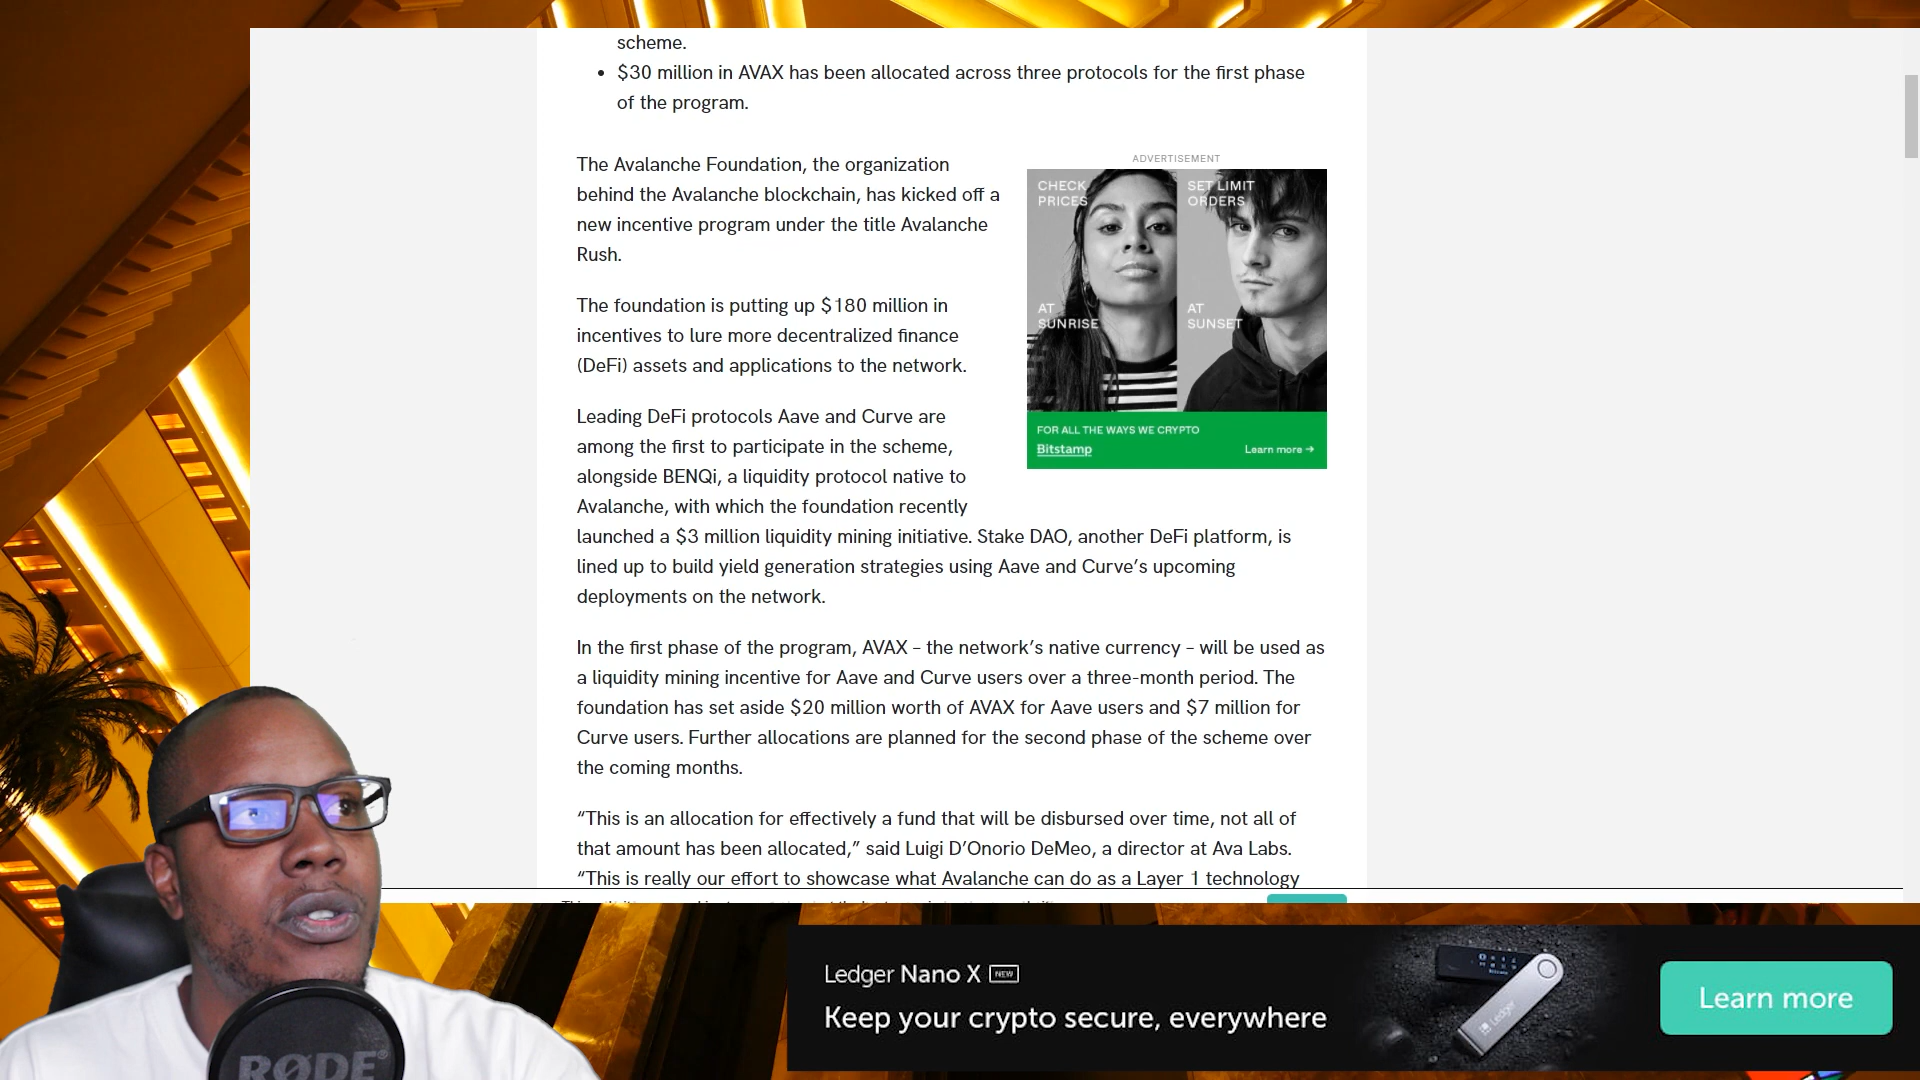 scheme.
• $30 million in AVAX has been allocated across three protocols for the first phase
of the program.
The Avalanche Foundation, the organization
behind the Avalanche blockchain, has kicked off a
new incentive program under the title Avalanche
Rush.
The foundation is putting up $180 million in
incentives to lure more decentralized finance
(DeFi) assets and applications to the network.
Leading DeFi protocols Aave and Curve are
among the first to participate in the scheme,
alongside BENQi, a liquidity protocol native to
Avalanche, with which the foundation recently
launched a $3 million liquidity mining initiative. Stake DAO, another DeFi platform, is
lined up to build yield generation strategies using Aave and Curve’s upcoming
deployments on the network.
In the first phase of the program, AVAX – the network’s native currency – will be used as
a liquidity mining incentive for Aave and Curve users over a three-month period. The
foundation has set aside $20 million worth of AVAX for Aave users and $7 million for
Curve users. Further allocations are planned for the second phase of the scheme over
the coming months.
“This is an allocation for effectively a fund that will be disbursed over time, not all of
that amount has been allocated,” said Luigi D’Onorio DeMeo, a director at Ava Labs.
“This is really our effort to showcase what Avalanche can do as a Layer 1 technology
ADVERTISEMENT
CHECK
PRICES
SET LIMIT
ORDERS
AT
SUNRISE
AT
SUNSET
FOR ALL THE WAYS WE CRYPTO
Bitstamp
Learn more →
Ledger Nano X NEW
Keep your crypto secure, everywhere
Ledger
Learn more
RØDE®